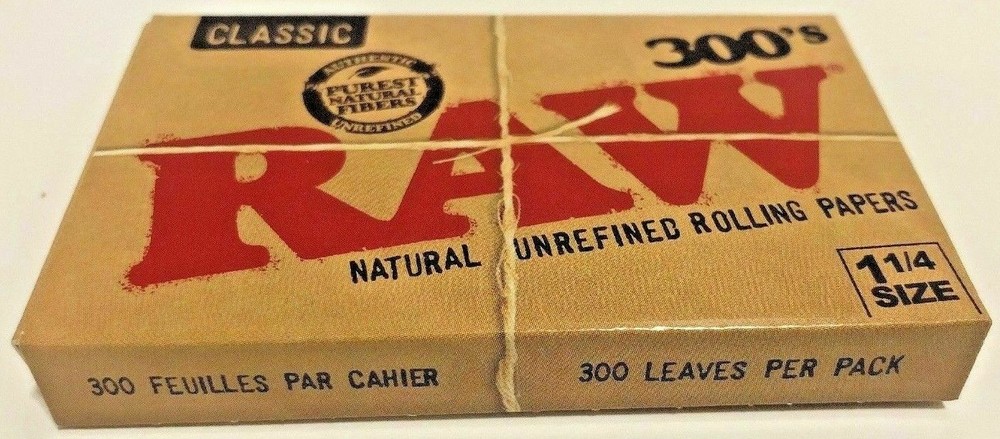 CLASSIC
300's
AUTHENTIC
PUREST
NATURAL
FIBERS
UNREFINED
RAW®
NATURAL UNREFINED ROLLING PAPERS
1 1/4
SIZE
300 FEUILLES PAR CAHIER
300 LEAVES PER PACK